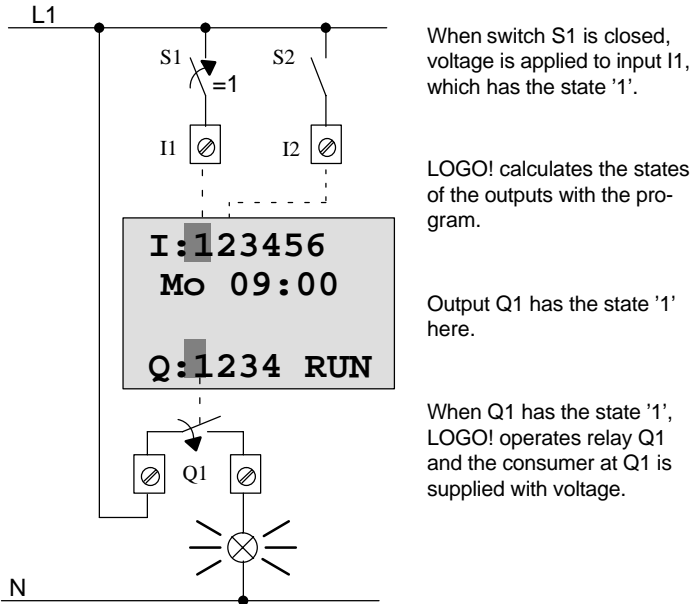 L1
S1
=1
S2
I1
I2
I:123456
Mo 09:00
Q:1234 RUN
Q1
N
When switch S1 is closed,
voltage is applied to input I1,
which has the state ’1’.
LOGO! calculates the states
of the outputs with the pro-
gram.
Output Q1 has the state ’1’
here.
When Q1 has the state ’1’,
LOGO! operates relay Q1
and the consumer at Q1 is
supplied with voltage.